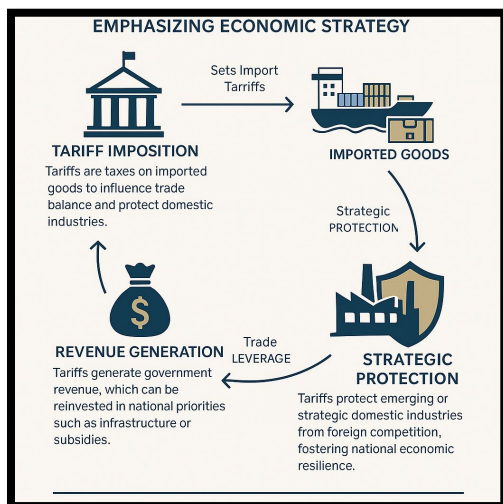 EMPHASIZING ECONOMIC STRATEGY
Sets Import
Tarriffs
TARIFF IMPOSITION
Tariffs are taxes on imported
goods to influence trade
balance and protect domestic
industries.
IMPORTED GOODS
Strategic
PROTECTION
STRATEGIC
PROTECTION
Tariffs protect emerging or
strategic domestic industries
from foreign competition,
fostering national economic
resilience.
Trade
LEVERAGE
$
REVENUE GENERATION
Tariffs generate government
revenue, which can be
reinvested in national priorities
such as infrastructure or
subsidies.